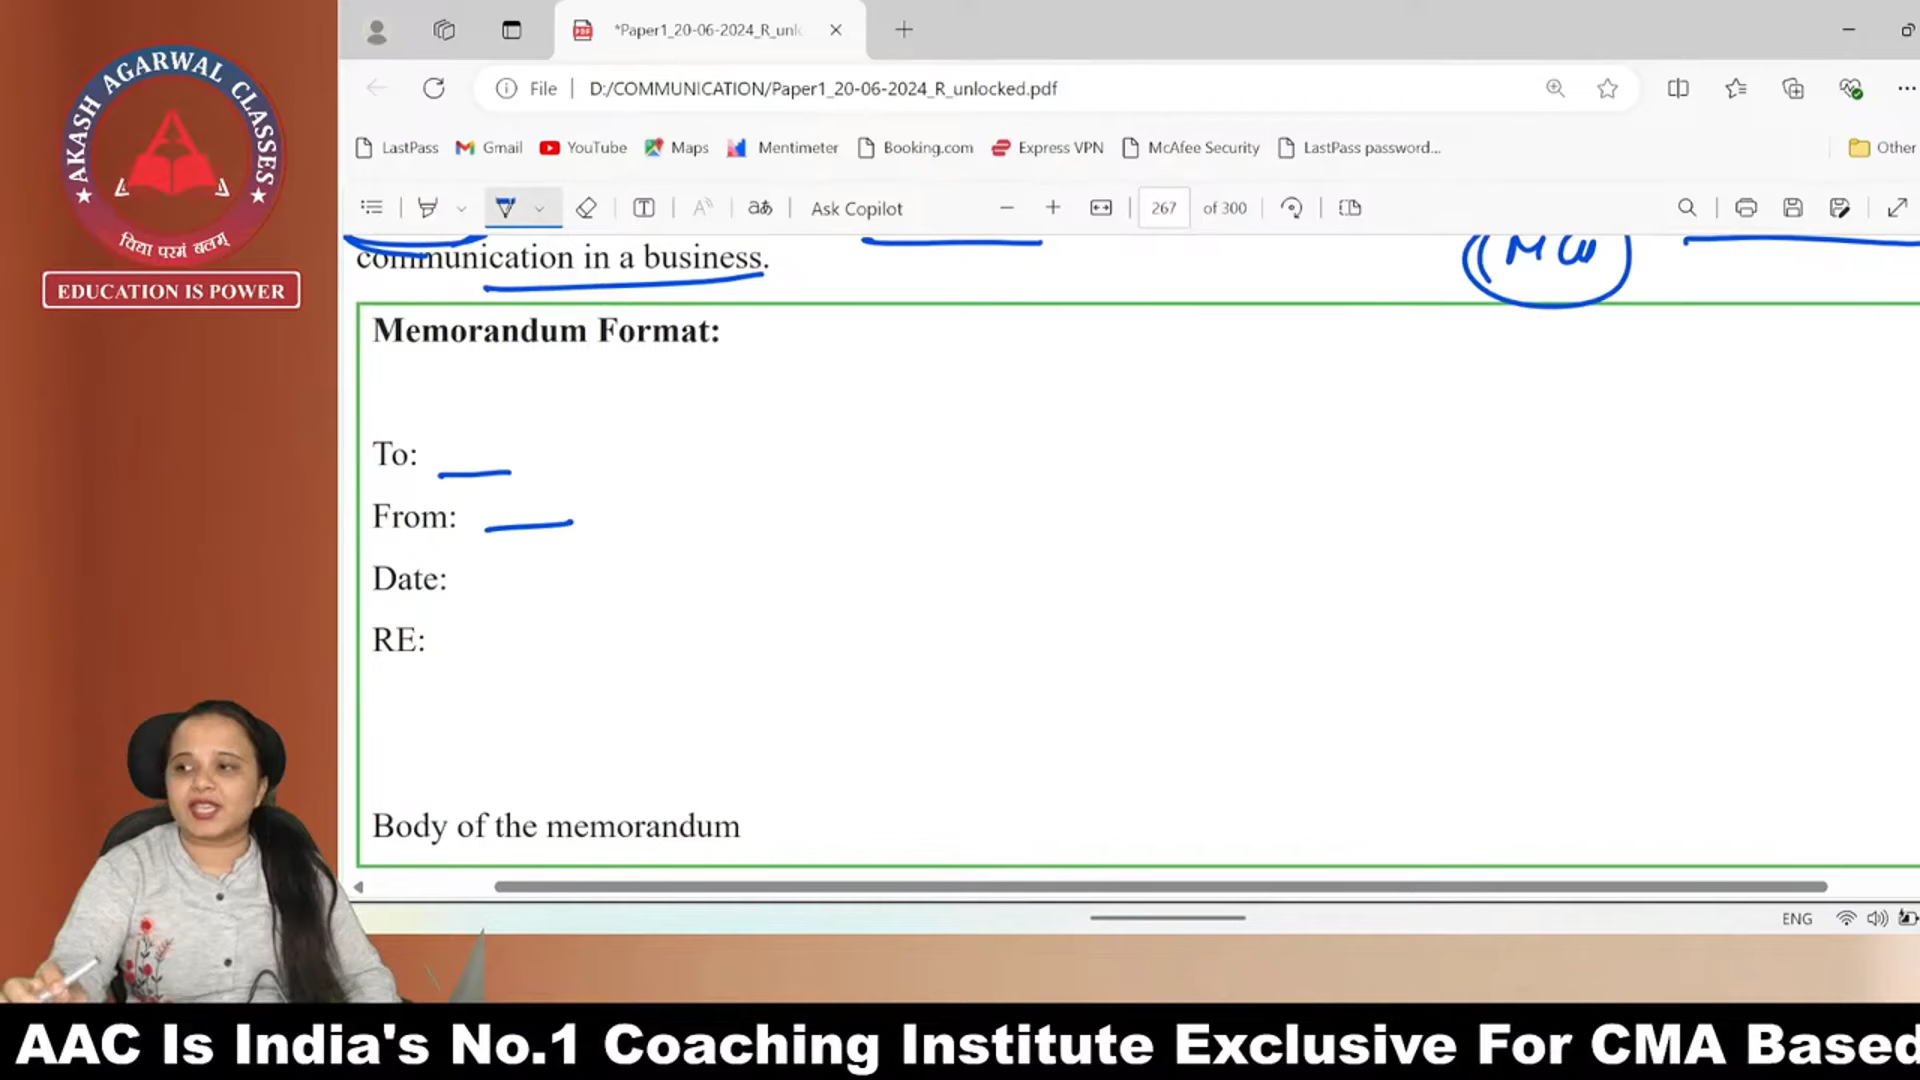 AKASH AGARWAL CLASSES
विद्या परमं बलम्
EDUCATION IS POWER
*Paper1_20-06-2024_R_unl
File
D:/COMMUNICATION/Paper1_20-06-2024_R_unlocked.pdf
LastPass
Gmail
YouTube
Maps
Mentimeter
Booking.com
Express VPN
McAfee Security
LastPass password...
Other
Ask Copilot
267
of 300
communication in a business.
Memorandum Format:
To:
From:
Date:
RE:
Body of the memorandum
ENG
AAC Is India's No.1 Coaching Institute Exclusive For CMA Based